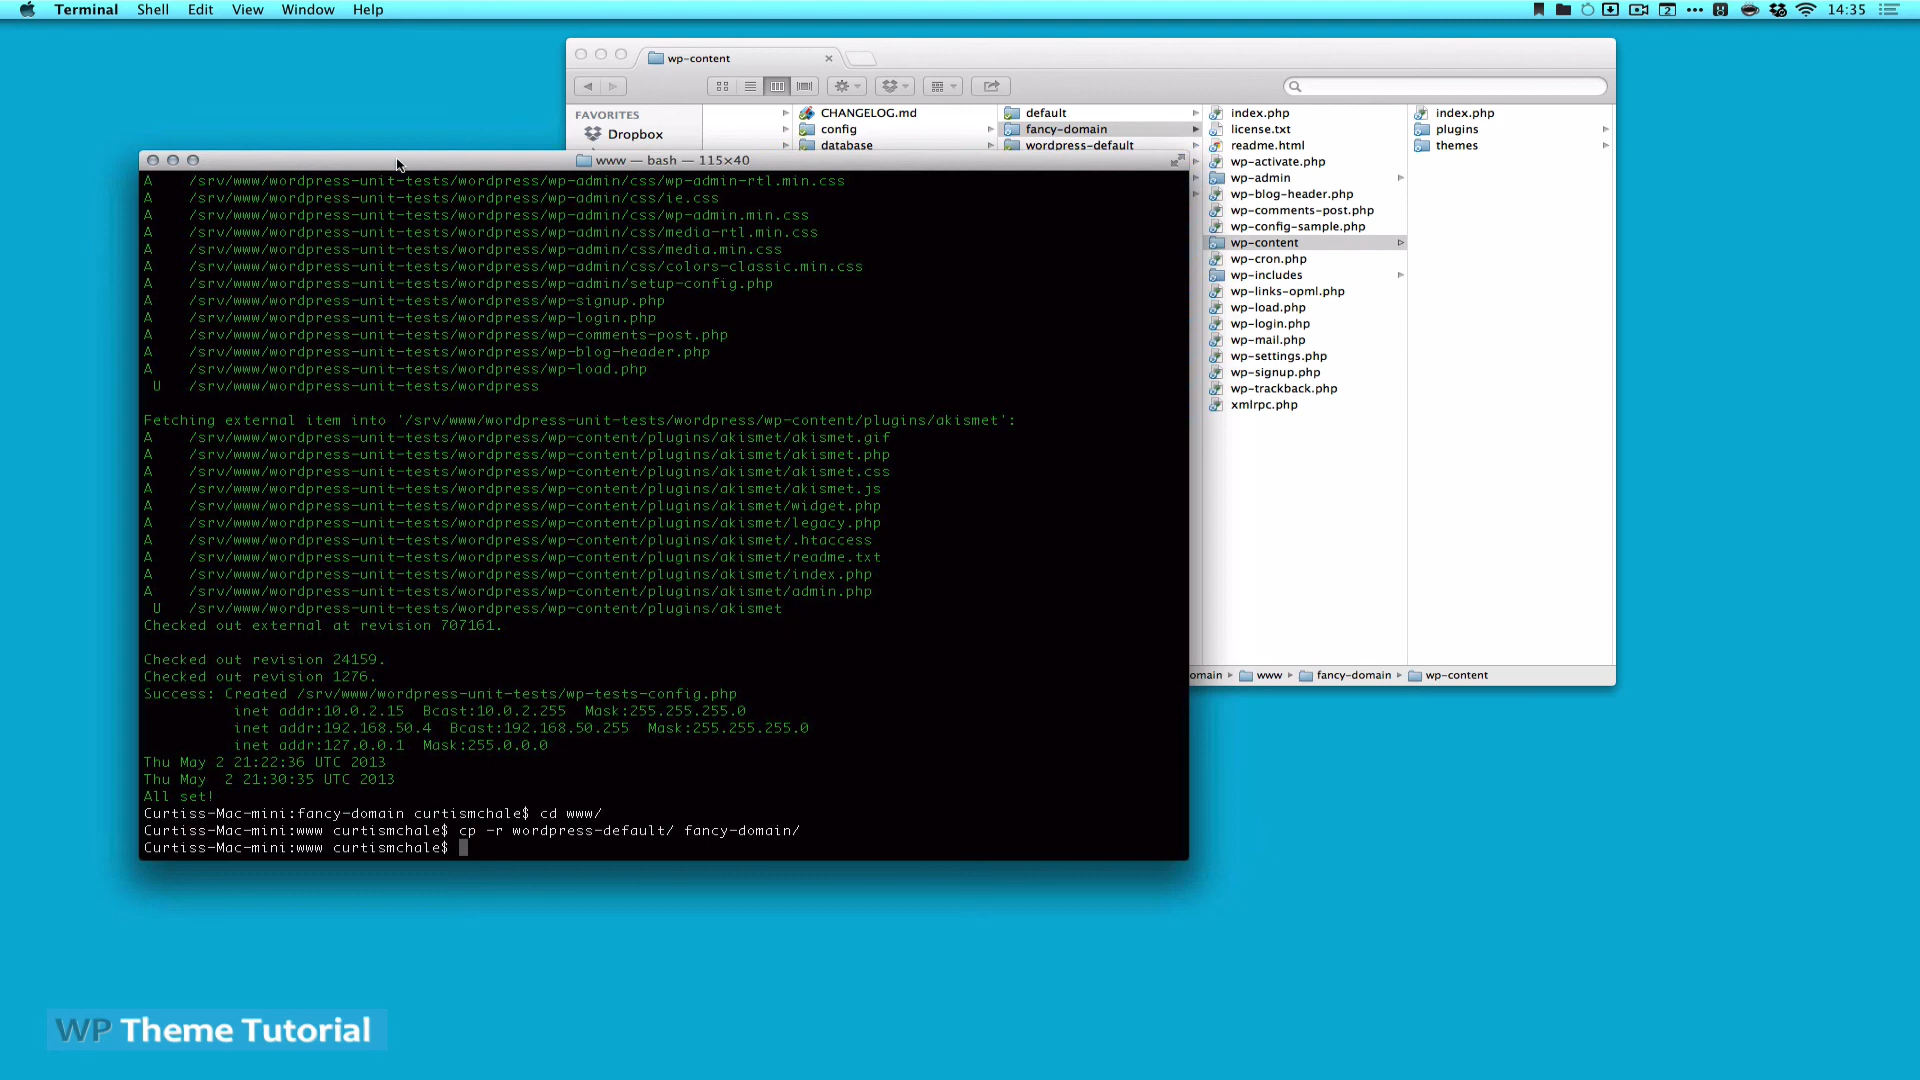 Terminal Shell Edit View Window Help
2
14:35
wp-content
FAVORITES
Dropbox
CHANGELOG.md
config
database
default
fancy-domain
wordpress-default
index.php
license.txt
readme.html
wp-activate.php
wp-admin
wp-blog-header.php
wp-comments-post.php
wp-config-sample.php
wp-content
wp-cron.php
wp-includes
wp-links-opml.php
wp-load.php
wp-login.php
wp-mail.php
wp-settings.php
wp-signup.php
wp-trackback.php
xmlrpc.php
index.php
plugins
themes
omain www fancy-domain wp-content
www — bash — 115×40
A /srv/www/wordpress-unit-tests/wordpress/wp-admin/css/wp-admin-rtl.min.css
A /srv/www/wordpress-unit-tests/wordpress/wp-admin/css/ie.css
A /srv/www/wordpress-unit-tests/wordpress/wp-admin/css/wp-admin.min.css
A /srv/www/wordpress-unit-tests/wordpress/wp-admin/css/media-rtl.min.css
A /srv/www/wordpress-unit-tests/wordpress/wp-admin/css/media.min.css
A /srv/www/wordpress-unit-tests/wordpress/wp-admin/css/colors-classic.min.css
A /srv/www/wordpress-unit-tests/wordpress/wp-admin/setup-config.php
A /srv/www/wordpress-unit-tests/wordpress/wp-signup.php
A /srv/www/wordpress-unit-tests/wordpress/wp-login.php
A /srv/www/wordpress-unit-tests/wordpress/wp-comments-post.php
A /srv/www/wordpress-unit-tests/wordpress/wp-blog-header.php
A /srv/www/wordpress-unit-tests/wordpress/wp-load.php
U /srv/www/wordpress-unit-tests/wordpress
Fetching external item into '/srv/www/wordpress-unit-tests/wordpress/wp-content/plugins/akismet':
A /srv/www/wordpress-unit-tests/wordpress/wp-content/plugins/akismet/akismet.gif
A /srv/www/wordpress-unit-tests/wordpress/wp-content/plugins/akismet/akismet.php
A /srv/www/wordpress-unit-tests/wordpress/wp-content/plugins/akismet/akismet.css
A /srv/www/wordpress-unit-tests/wordpress/wp-content/plugins/akismet/akismet.js
A /srv/www/wordpress-unit-tests/wordpress/wp-content/plugins/akismet/widget.php
A /srv/www/wordpress-unit-tests/wordpress/wp-content/plugins/akismet/legacy.php
A /srv/www/wordpress-unit-tests/wordpress/wp-content/plugins/akismet/.htaccess
A /srv/www/wordpress-unit-tests/wordpress/wp-content/plugins/akismet/readme.txt
A /srv/www/wordpress-unit-tests/wordpress/wp-content/plugins/akismet/index.php
A /srv/www/wordpress-unit-tests/wordpress/wp-content/plugins/akismet/admin.php
U /srv/www/wordpress-unit-tests/wordpress/wp-content/plugins/akismet
Checked out external at revision 707161.
Checked out revision 24159.
Checked out revision 1276.
Success: Created /srv/www/wordpress-unit-tests/wp-tests-config.php
inet addr:10.0.2.15 Bcast:10.0.2.255 Mask:255.255.255.0
inet addr:192.168.50.4 Bcast:192.168.50.255 Mask:255.255.255.0
inet addr:127.0.0.1 Mask:255.0.0.0
Thu May 2 21:22:36 UTC 2013
Thu May 2 21:30:35 UTC 2013
All set!
Curtiss-Mac-mini:fancy-domain curtismchale$ cd www/
Curtiss-Mac-mini:www curtismchale$ cp -r wordpress-default/ fancy-domain/
Curtiss-Mac-mini:www curtismchale$
WP Theme Tutorial